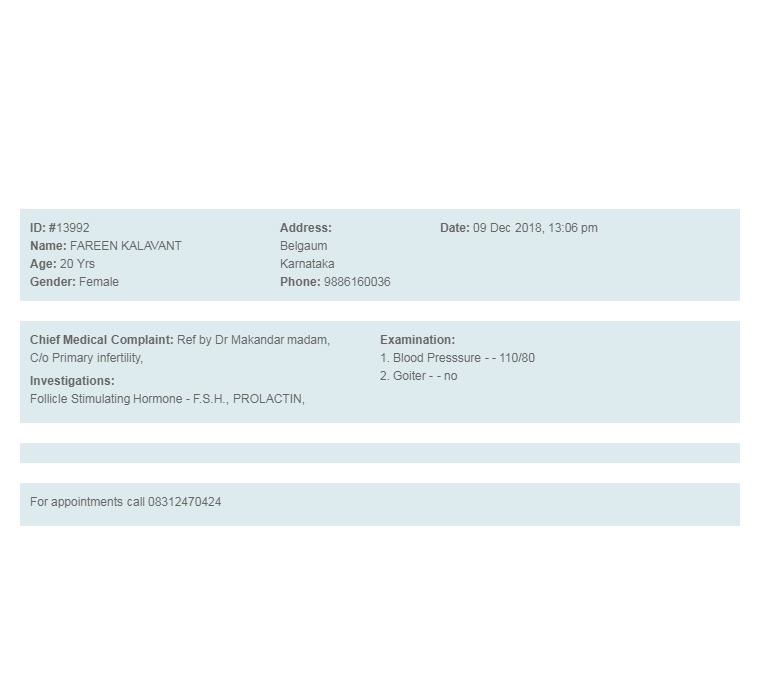 ID: #13992
Name: FAREEN KALAVANT
Age: 20 Yrs
Gender: Female
Address:
Belgaum
Karnataka
Phone: 9886160036
Date: 09 Dec 2018, 13:06 pm
Chief Medical Complaint: Ref by Dr Makandar madam,
C/o Primary infertility,
Investigations:
Follicle Stimulating Hormone - F.S.H., PROLACTIN,
Examination:
1. Blood Presssure - - 110/80
2. Goiter - - no
For appointments call 08312470424